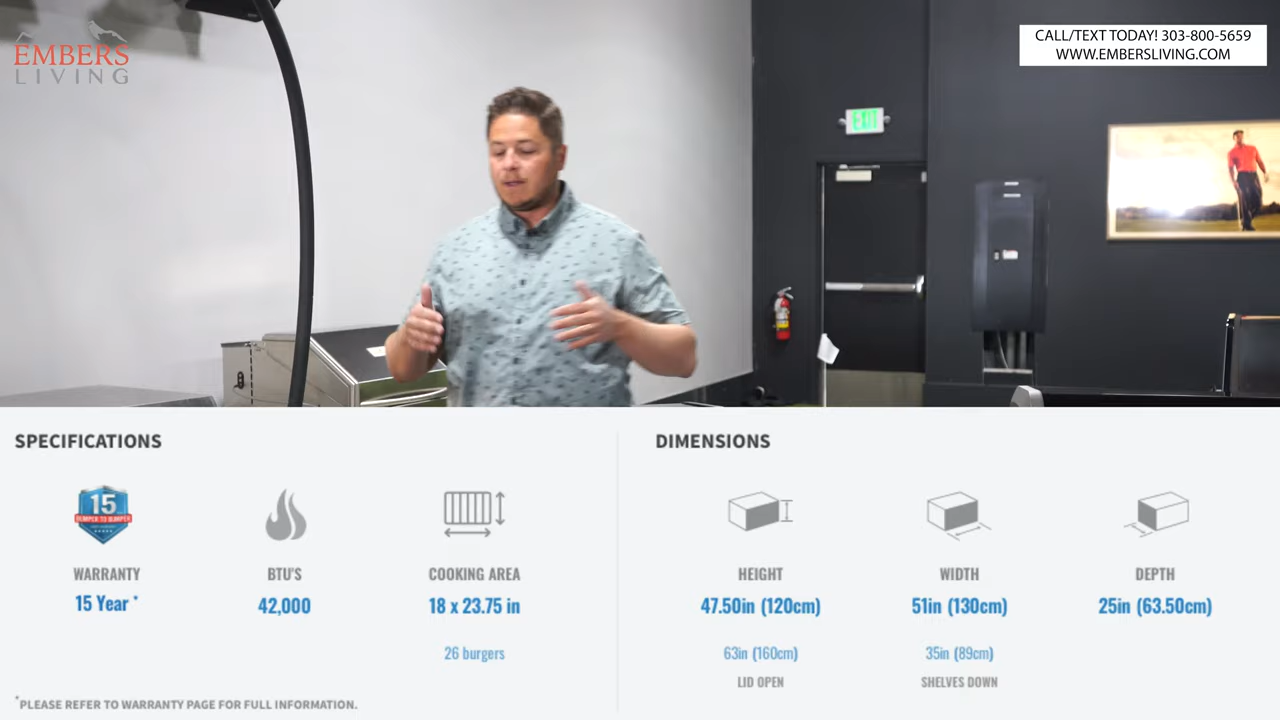 EMBERS
LIVING
CALL/TEXT TODAY! 303-800-5659
WWW.EMBERSLIVING.COM
EXIT
SPECIFICATIONS
15
BUMPER TO BUMPER
WARRANTY
15 Year *
BTU'S
42,000
COOKING AREA
18 x 23.75 in
26 burgers
*PLEASE REFER TO WARRANTY PAGE FOR FULL INFORMATION.
DIMENSIONS
HEIGHT
47.50in (120cm)
63in (160cm)
LID OPEN
WIDTH
51in (130cm)
35in (89cm)
SHELVES DOWN
DEPTH
25in (63.50cm)